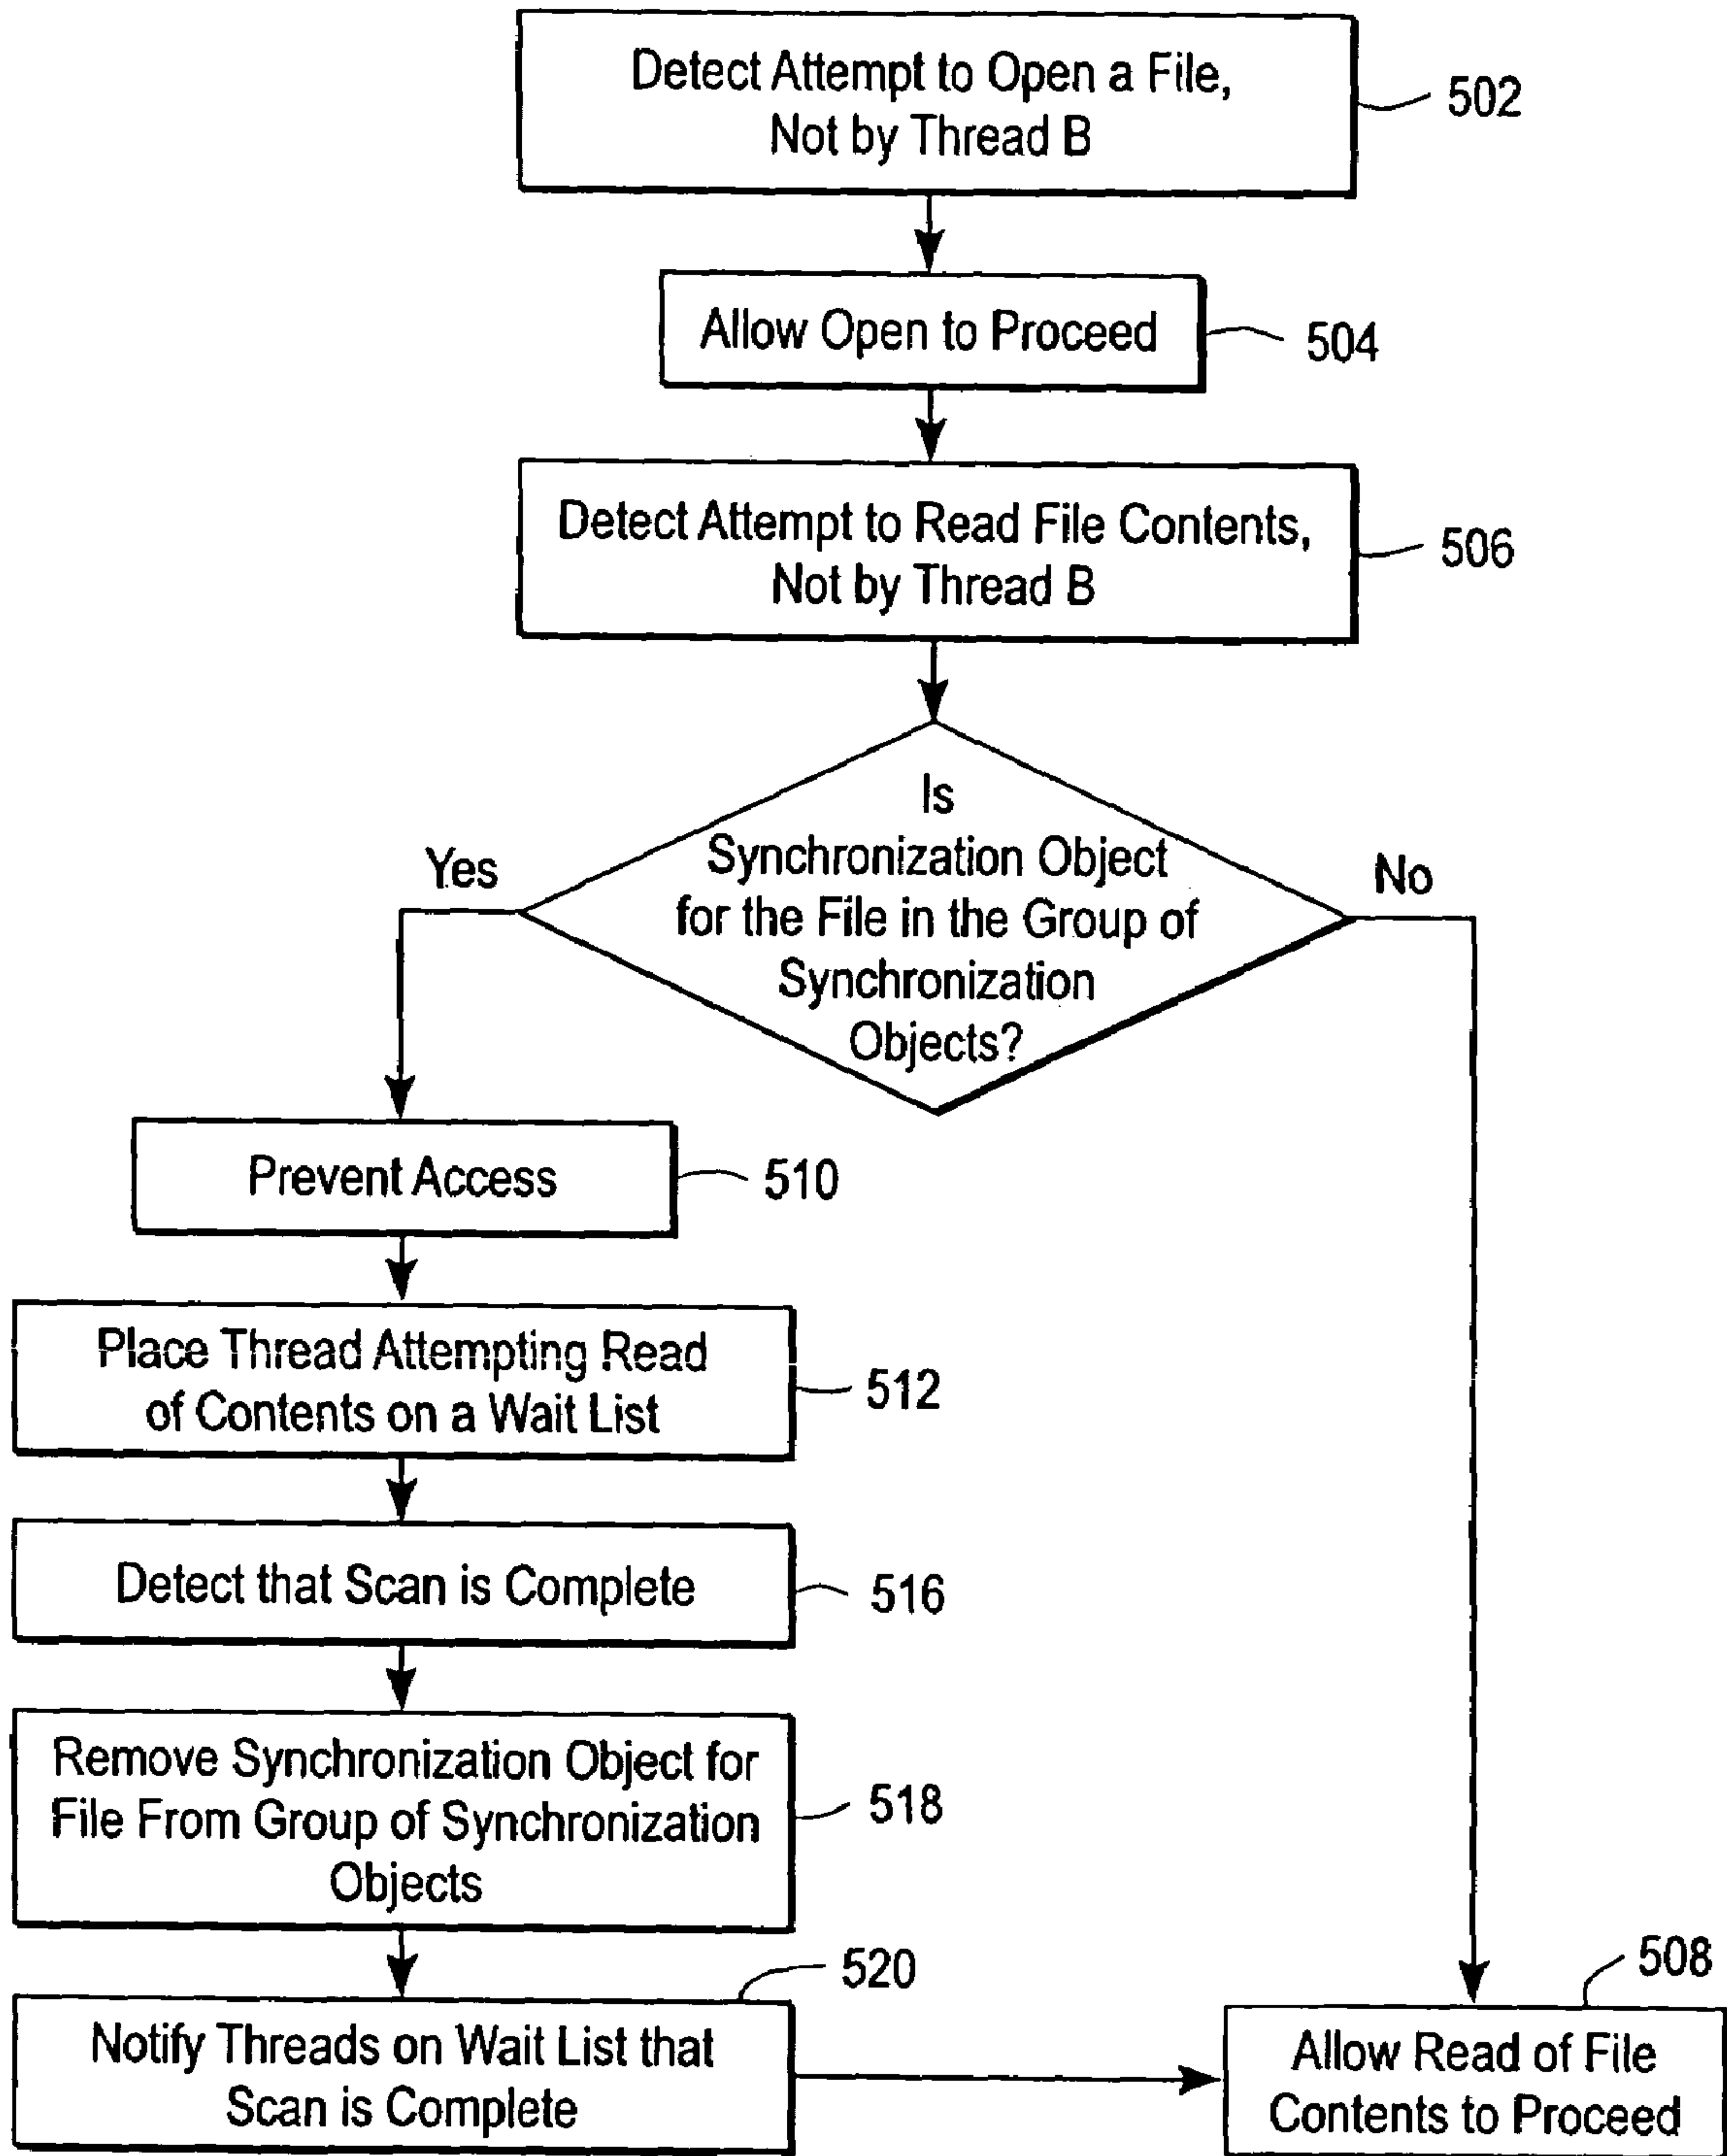 Detect Attempt to Open a File,
Not by Thread B
502
Allow Open to Proceed
504
Detect Attempt to Read File Contents,
Not by Thread B
506
Is
Synchronization Object
for the File in the Group of
Synchronization
Objects?
Yes
No
Prevent Access
510
Place Thread Attempting Read
of Contents on a Wait List
512
Detect that Scan is Complete
516
Remove Synchronization Object for
File From Group of Synchronization
Objects
518
520
Notify Threads on Wait List that
Scan is Complete
508
Allow Read of File
Contents to Proceed